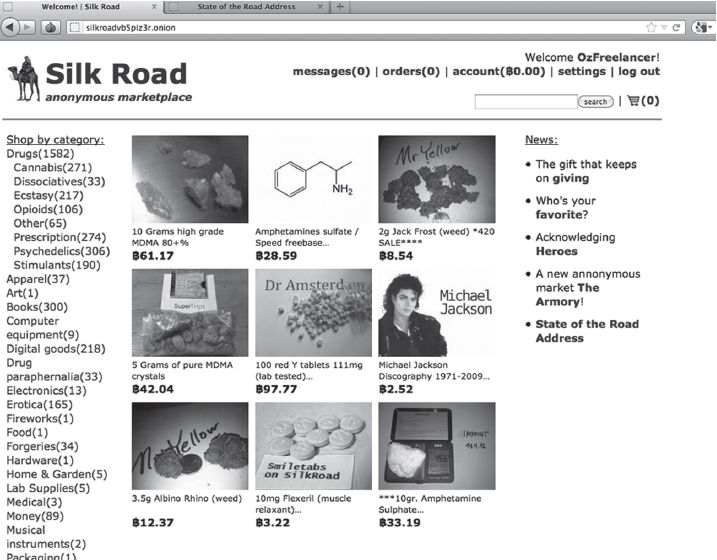 Welcome! | Silk Road
State of the Road Address
silkroadvb5piz3r.onion
Silk Road
anonymous marketplace
Welcome OzFreelancer!
messages(0) | orders(0) | account(฿0.00) | settings | log out
search
(0)
Shop by category:
Drugs(1582)
Cannabis(271)
Dissociatives(33)
Ecstasy(217)
Opioids(106)
Other(65)
Prescription(274)
Psychedelics(306)
Stimulants(190)
Apparel(37)
Art(1)
Books(300)
Computer
equipment(9)
Digital goods(218)
Drug
paraphernalia(33)
Electronics(13)
Erotica(165)
Fireworks(1)
Food(1)
Forgeries(34)
Hardware(1)
Home & Garden(5)
Lab Supplies(5)
Medical(3)
Money(89)
Musical
instruments(2)
Packaging(1)
10 Grams high grade
MDMA 80+%
฿61.17
NH2
Amphetamines sulfate /
Speed freebase...
฿28.59
Mr Yellow
2g Jack Frost (weed) *420
SALE****
฿8.54
SuperTrips
5 Grams of pure MDMA
crystals
฿42.04
Dr Amsterdam
100 red Y tablets 111mg
(lab tested)...
฿97.77
Michael
Jackson
Michael Jackson
Discography 1971-2009...
฿2.52
Mr Yellow
3.5g Albino Rhino (weed)
฿12.37
Smiletabs
on SilkRoad
10mg Flexeril (muscle
relaxant)...
฿3.22
IMPRINT
***10gr. Amphetamine
Sulphate...
฿33.19
News:
The gift that keeps
on giving
Who's your
favorite?
Acknowledging
Heroes
A new annonymous
market The
Armory!
State of the Road
Address